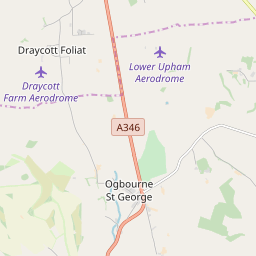 Draycott Foliat
Lower Upham
Aerodrome
Draycott
Farm Aerodrome
A346
Ogbourne
St George